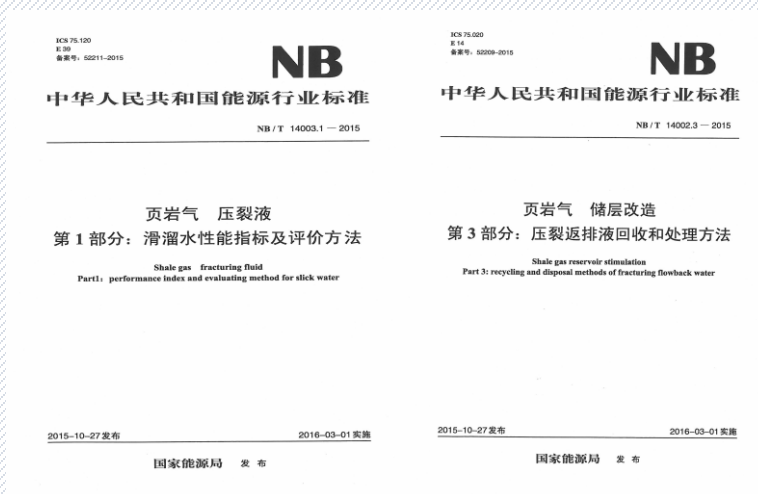 ICS 75.120
E 39
备案号：52211-2015
NB
中华人民共和国能源行业标准
NB/T 14003.1—2015
页岩气 压裂液
第1部分：滑溜水性能指标及评价方法
Shale gas fracturing fluid
Part1: performance index and evaluating method for slick water
2015-10-27发布
2016-03-01实施
国家能源局 发布
ICS 75.020
E 14
备案号：52209-2015
NB
中华人民共和国能源行业标准
NB/T 14002.3—2015
页岩气 储层改造
第3部分：压裂返排液回收和处理方法
Shale gas reservoir stimulation
Part 3: recycling and disposal methods of fracturing flowback water
2015-10-27发布
2016-03-01实施
国家能源局 发布